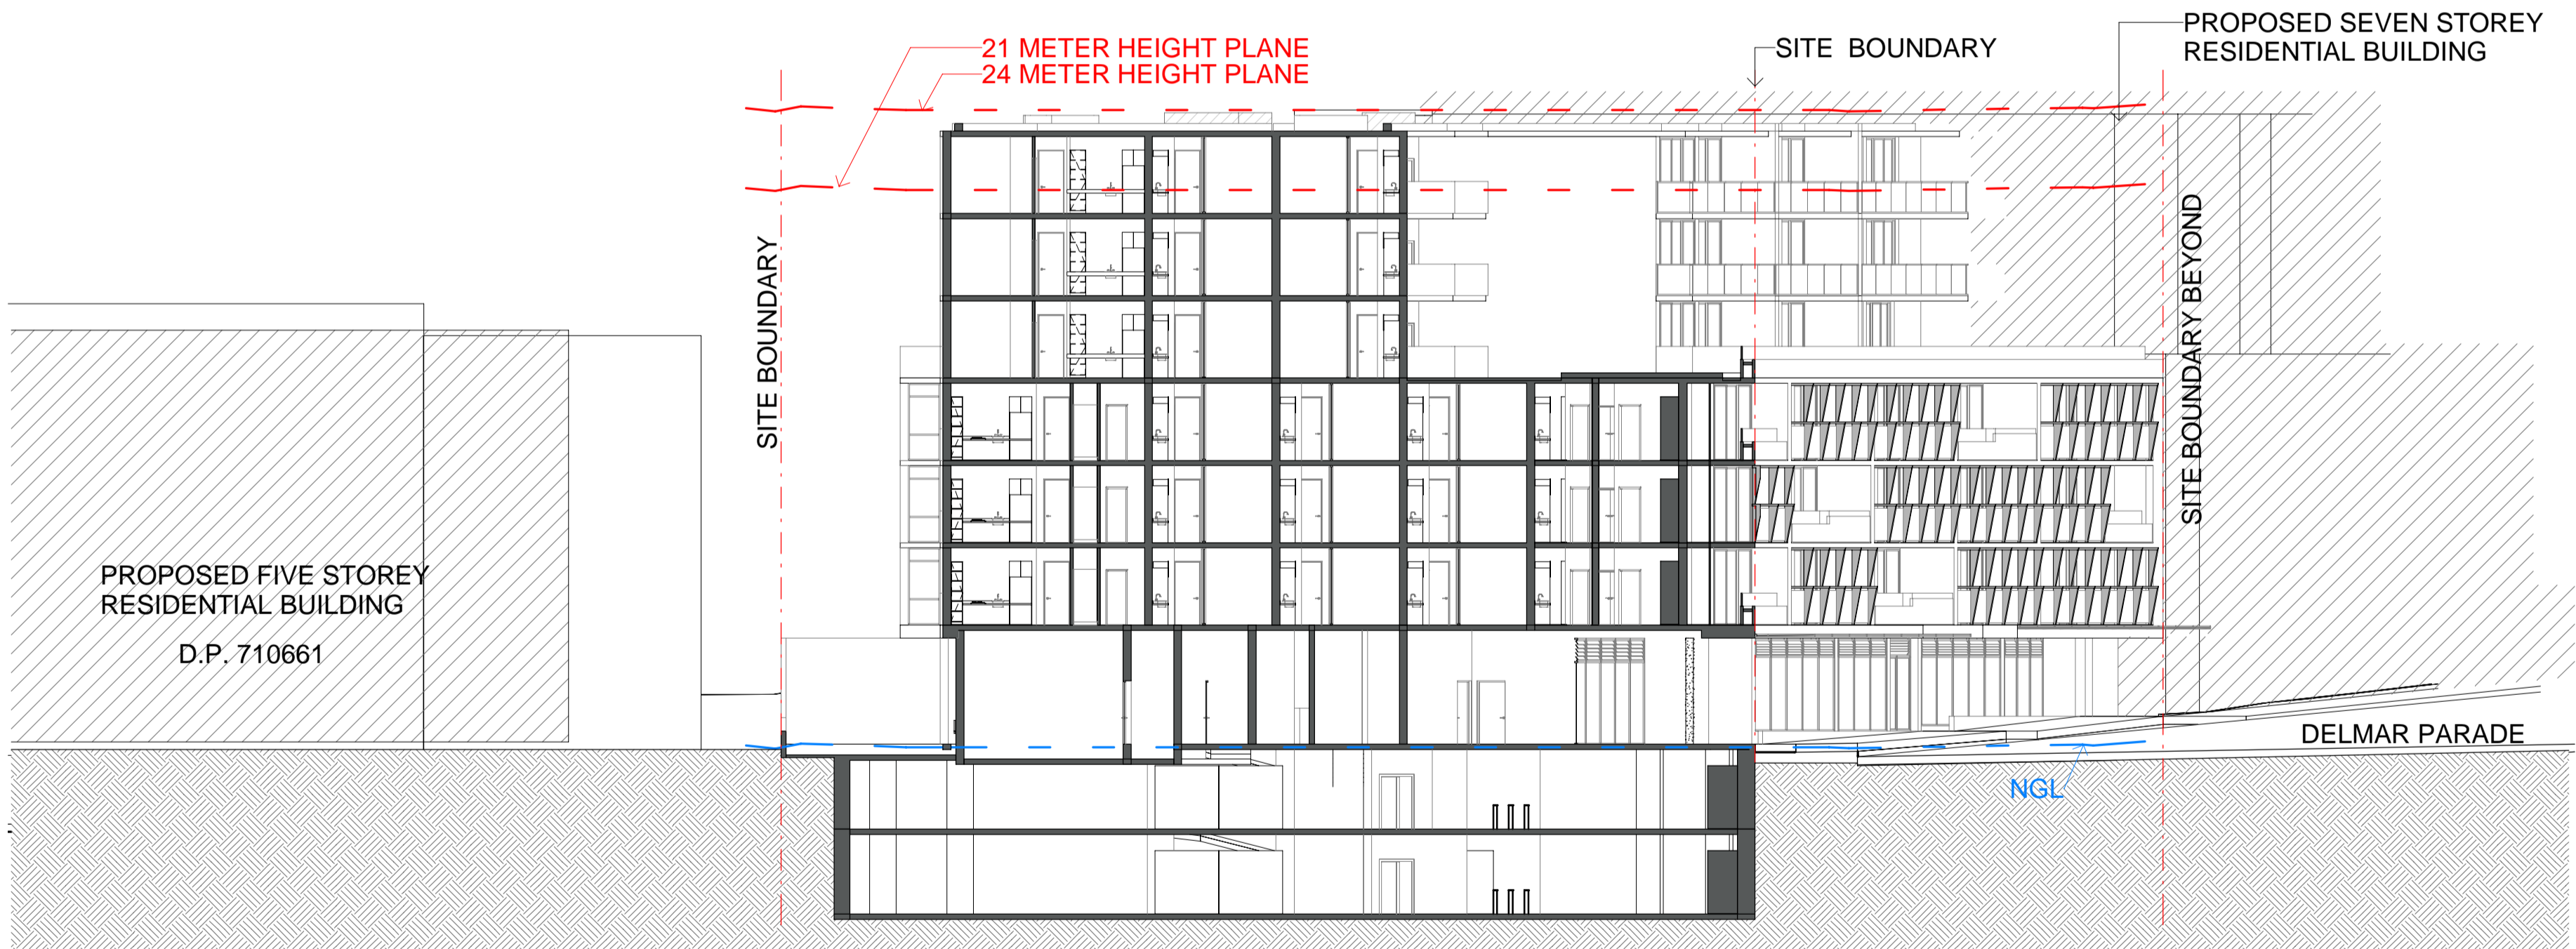 21 METER HEIGHT PLANE
24 METER HEIGHT PLANE
SITE BOUNDARY
PROPOSED SEVEN STOREY
RESIDENTIAL BUILDING
SITE BOUNDARY
SITE BOUNDARY BEYOND
PROPOSED FIVE STOREY
RESIDENTIAL BUILDING
D.P. 710661
DELMAR PARADE
NGL